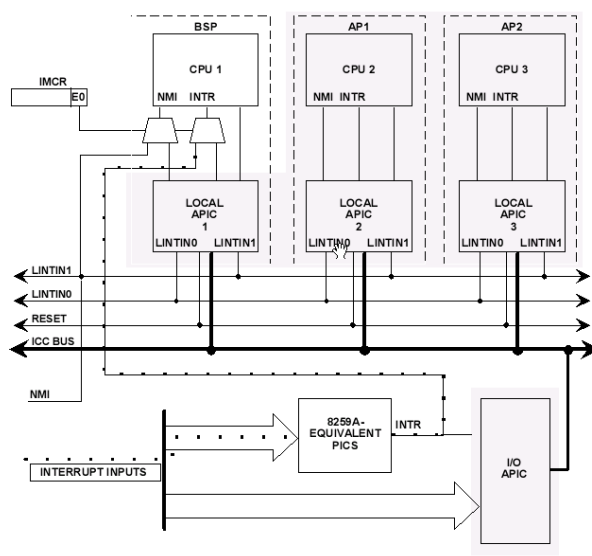 BSP
AP1
AP2
IMCR
E0
CPU 1
CPU 2
CPU 3
NMI INTR
NMI INTR
NMI INTR
LOCAL
APIC
1
LOCAL
APIC
2
LOCAL
APIC
3
LINTIN0 LINTIN1
LINTIN0 LINTIN1
LINTIN0 LINTIN1
LINTIN1
LINTIN0
RESET
ICC BUS
NMI
8259A-
EQUIVALENT
PICS
INTR
I/O
APIC
INTERRUPT INPUTS